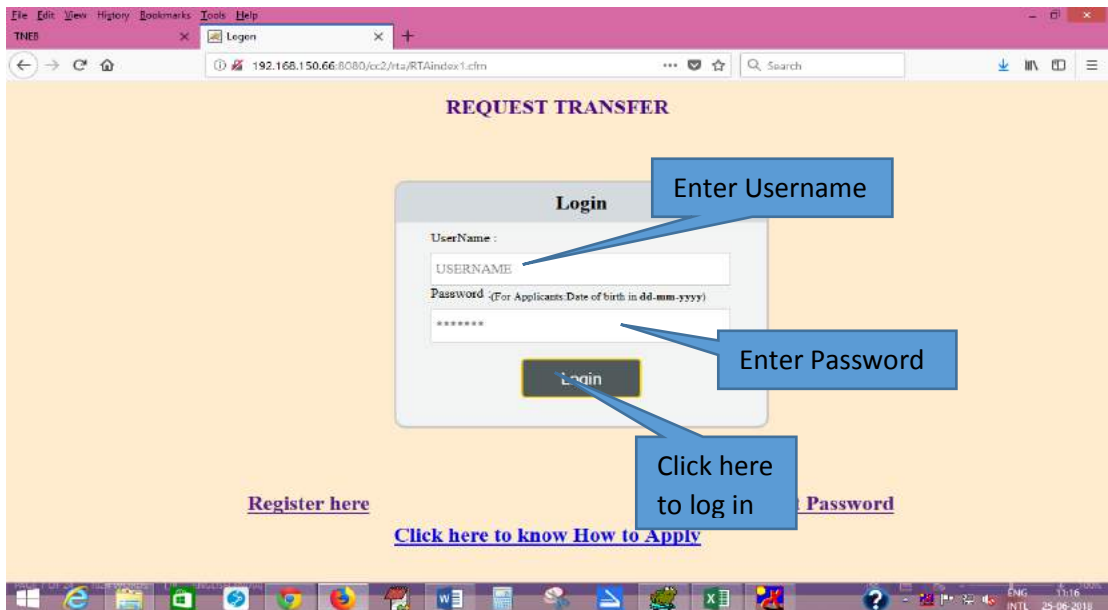 File Edit View History Bookmarks Tools Help
TNEB
Logon
192.168.150.66:8080/cc2/rta/RTAindex1.cfm
Search
REQUEST TRANSFER
Enter Username
Login
UserName :
USERNAME
Password :(For Applicants:Date of birth in dd-mm-yyyy)
*******
Enter Password
Login
Click here
to log in
Register here
Password
Click here to know How to Apply
ENG 11:16
INTL 25-06-2018